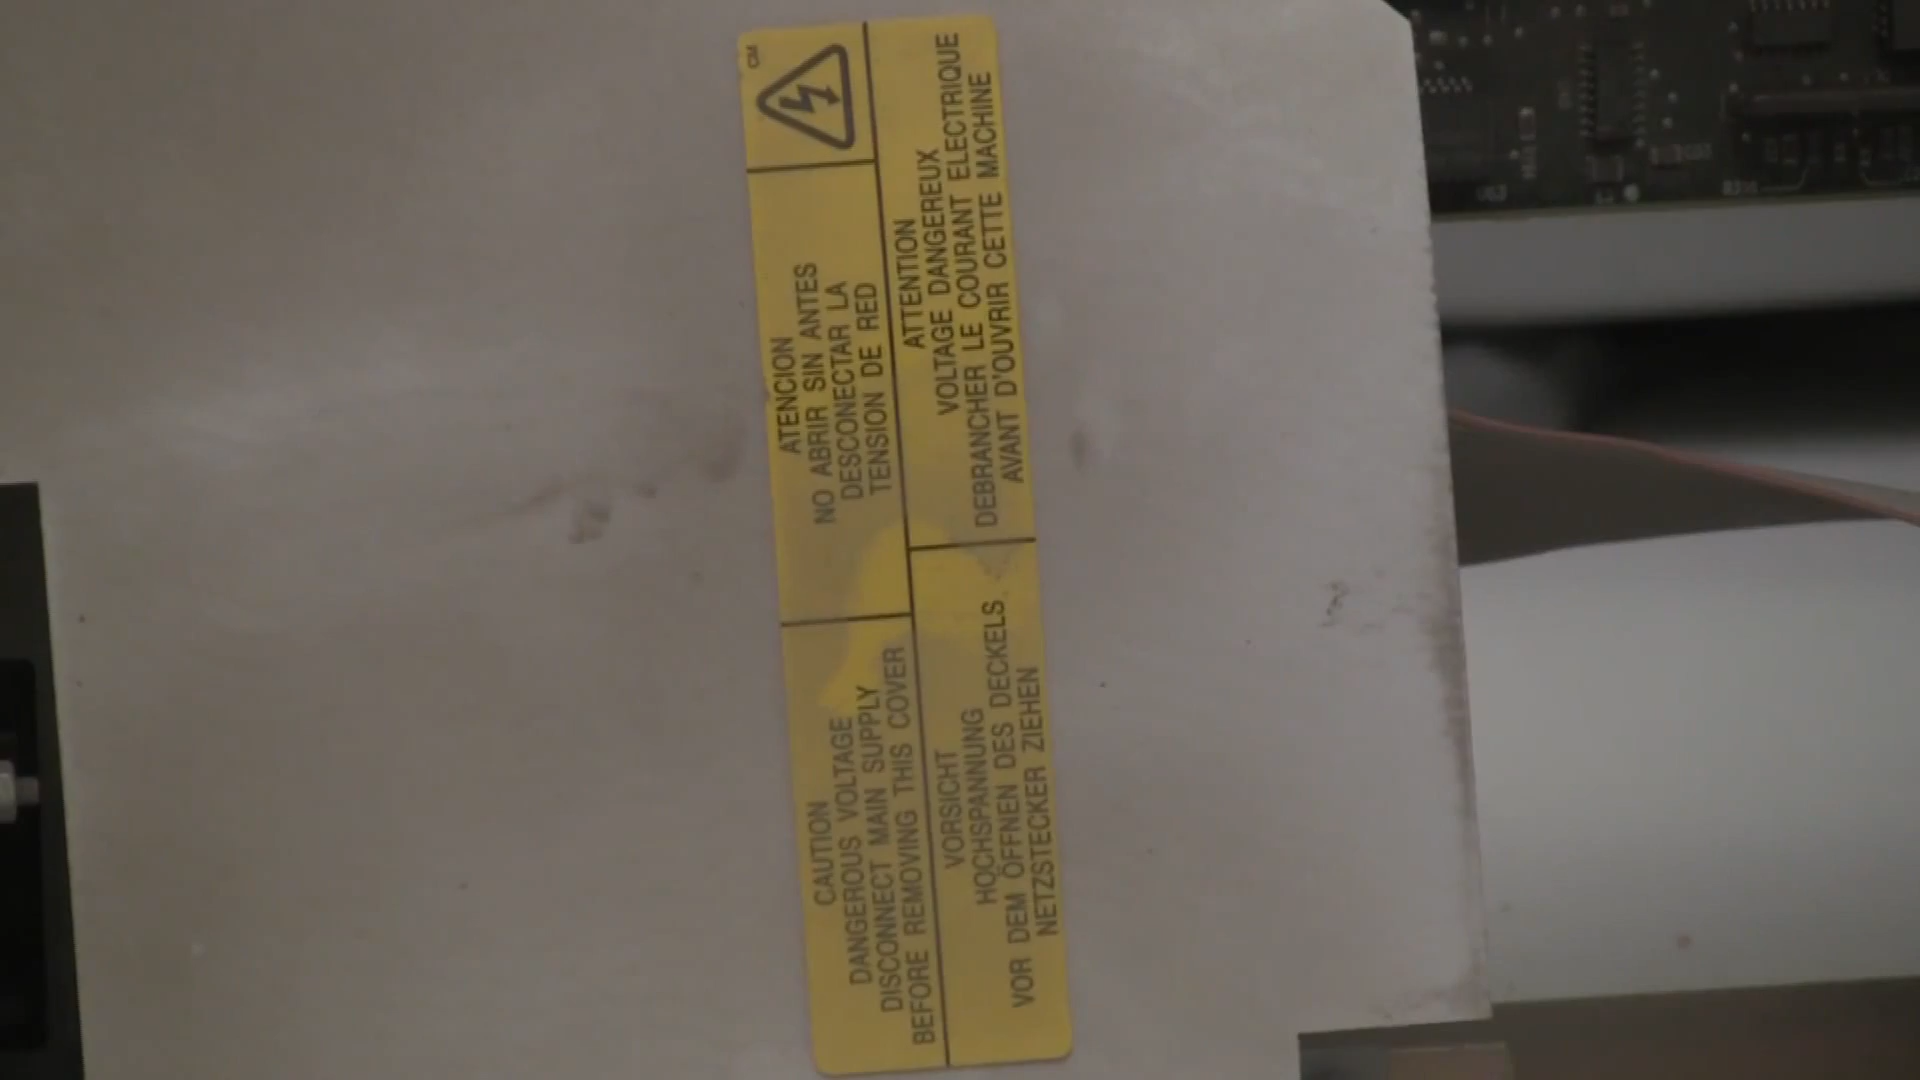 CAUTION
DANGEROUS VOLTAGE
DISCONNECT MAIN SUPPLY
BEFORE REMOVING THIS COVER
ATENCION
NO ABRIR SIN ANTES
DESCONECTAR LA
TENSION DE RED
CM
VORSICHT
HOCHSPANNUNG
VOR DEM ÖFFNEN DES DECKELS
NETZSTECKER ZIEHEN
ATTENTION
VOLTAGE DANGEREUX
DEBRANCHER LE COURANT ELECTRIQUE
AVANT D'OUVRIR CETTE MACHINE